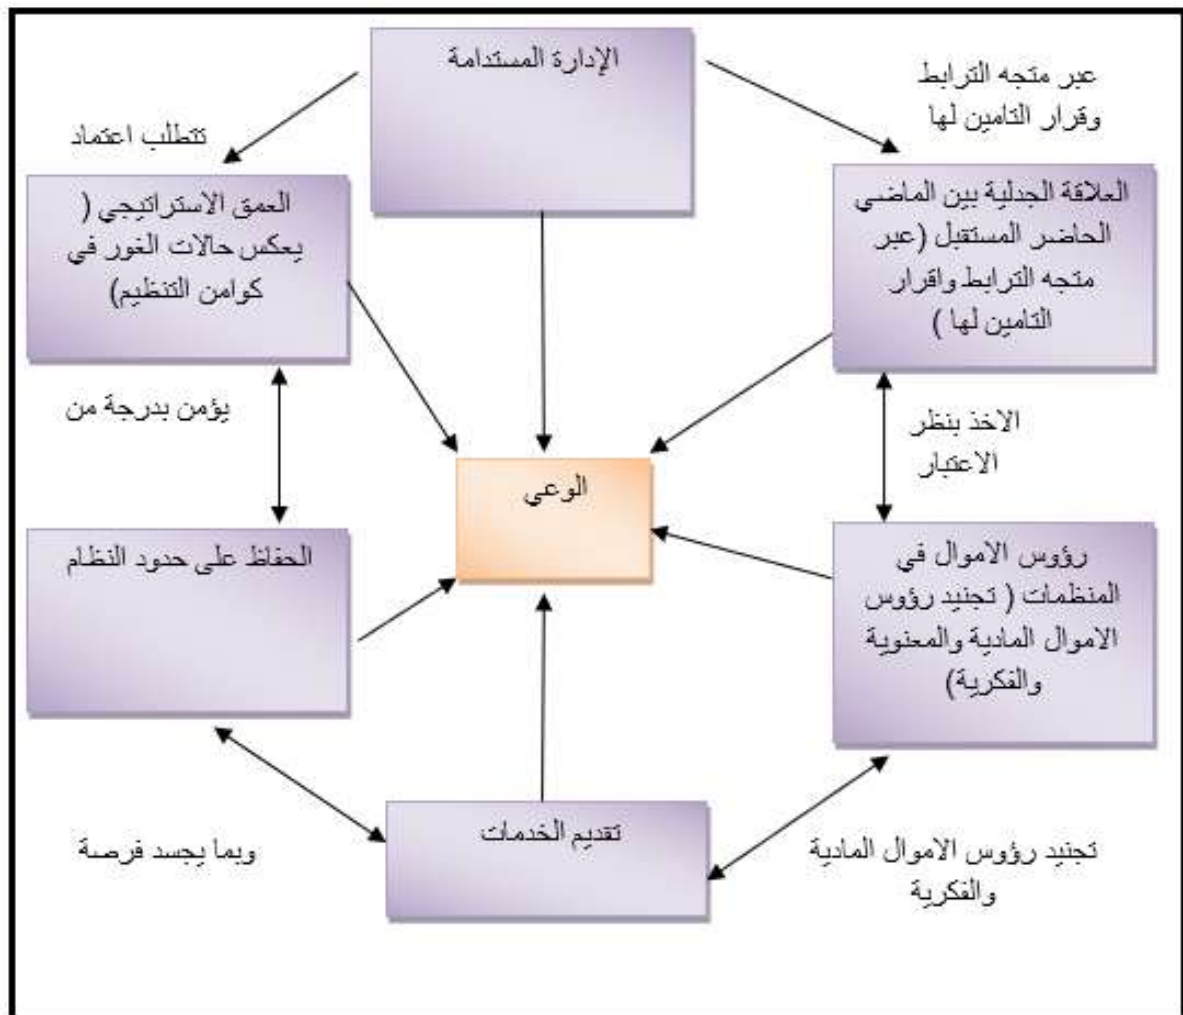 الإدارة المستدامة
عبر متجه الترابط
وقرار التامين لها
تتطلب اعتماد
العلاقة الجدلية بين الماضي
الحاضر المستقبل (عبر
متجه الترابط واقرار
التامين لها )
العمق الاستراتيجي (
يعكس حالات الغور في
كوامن التنظيم)
الاخذ بنظر
الاعتبار
يؤمن بدرجة من
الوعي
رؤوس الاموال في
المنظمات ( تجنيد رؤوس
الاموال المادية والمعنوية
والفكرية)
الحفاظ على حدود النظام
تقديم الخدمات
تجنيد رؤوس الاموال المادية
والفكرية
وبما يجسد فرصة